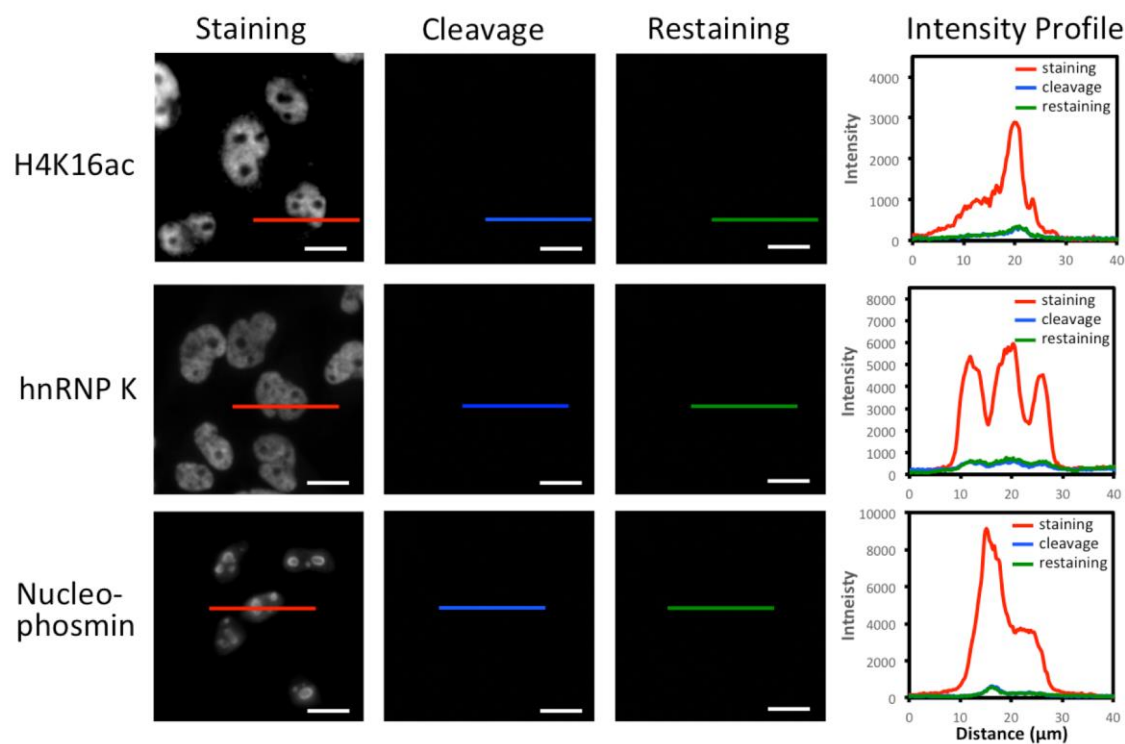 Staining Cleavage Restaining Intensity Profile
H4K16ac
Intensity
4000
3000
2000
1000
0
0 10 20 30 40
staining
cleavage
restaining
hnRNP K
Intensity
8000
7000
6000
5000
4000
3000
2000
1000
0
0 10 20 30 40
staining
cleavage
restaining
Nucleo-
phosmin
Intneisty
10000
8000
6000
4000
2000
0
0 10 20 30 40
staining
cleavage
restaining
Distance (μm)